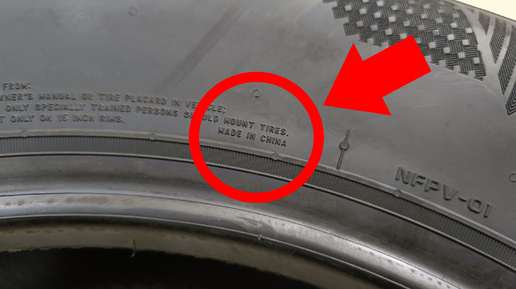 FROM:
NER'S MANUAL OR TIRE PLACARD IN VEHICLE;
ONLY SPECIALLY TRAINED PERSONS SHOULD MOUNT TIRES.
T ONLY ON 15 INCH RIMS.
MADE IN CHINA
NFPV-01